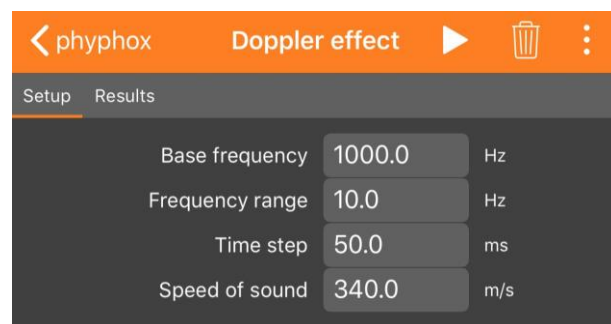 phyphox Doppler effect
Setup Results
Base frequency 1000.0 Hz
Frequency range 10.0 Hz
Time step 50.0 ms
Speed of sound 340.0 m/s